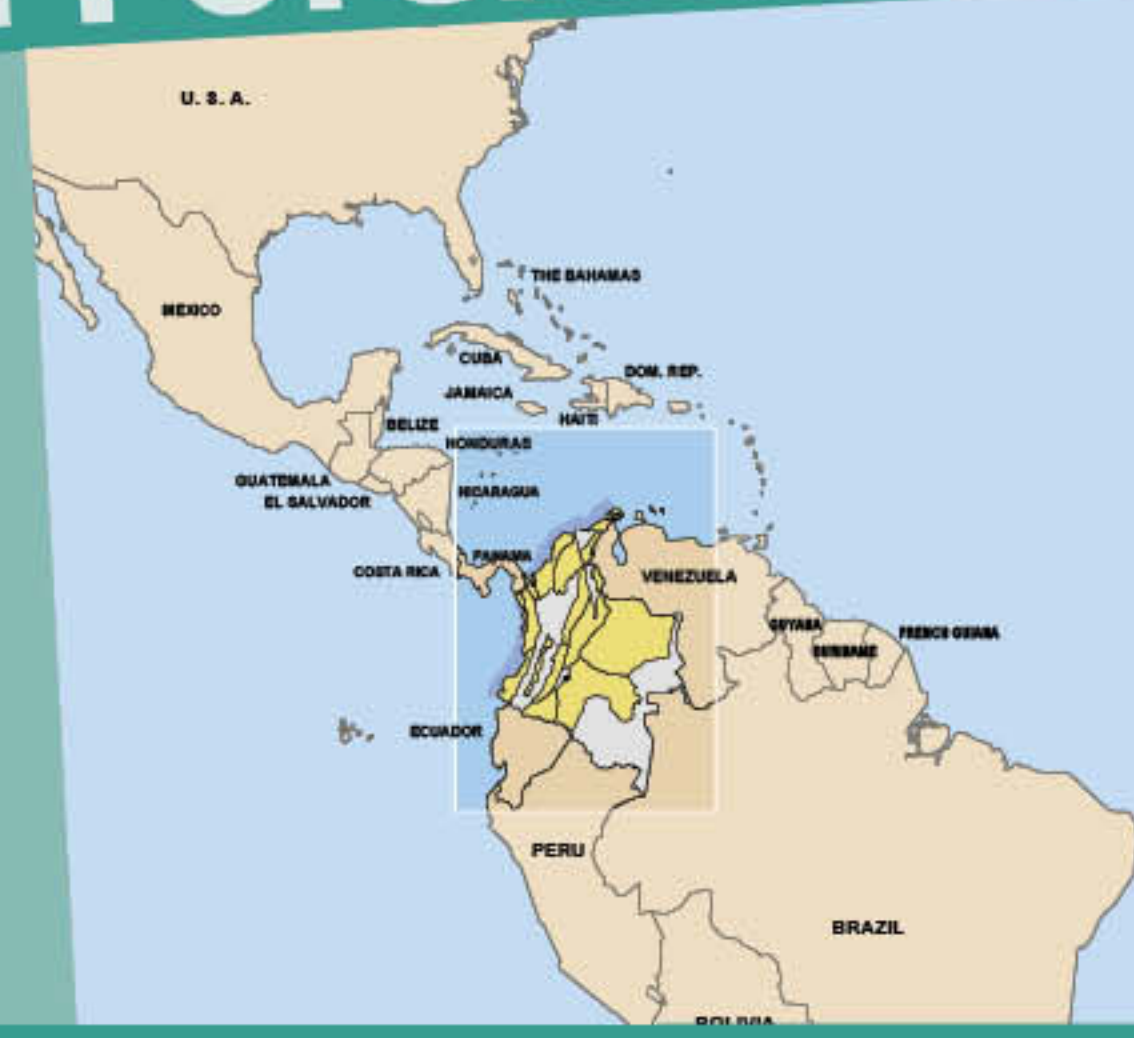 U. S. A.
THE BAHAMAS
MEXICO
CUBA
DOM. REP.
JAMAICA
HAITI
BELIZE
HONDURAS
GUATEMALA
NICARAGUA
EL SALVADOR
PANAMA
COSTA RICA
VENEZUELA
GUYANA
FRENCH GUIANA
SURINAME
ECUADOR
PERU
BRAZIL
BOLIVIA